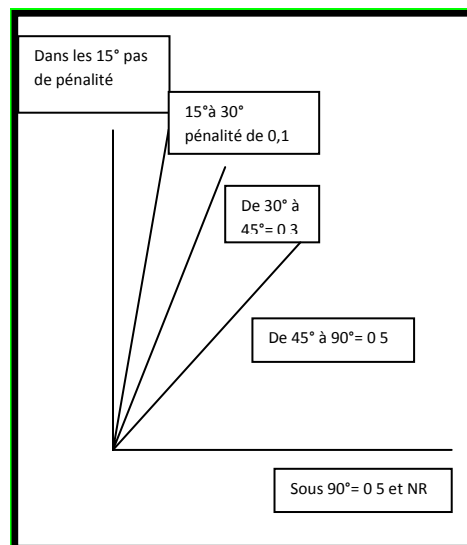 Dans les 15° pas
de pénalité
15°à 30°
pénalité de 0,1
De 30° à
45°= 0 3
De 45° à 90°= 0 5
Sous 90°= 0 5 et NR